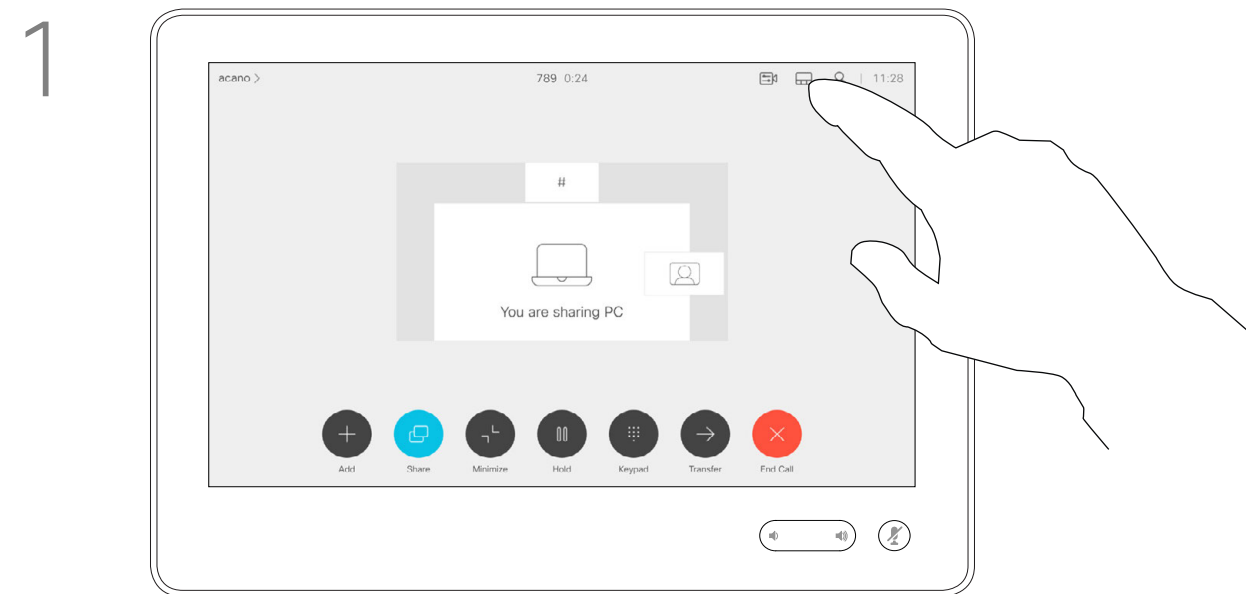 1
acano >
789 0:24
11:28
#
You are sharing PC
Add
Share
Minimize
Hold
Keypad
Transfer
End Call